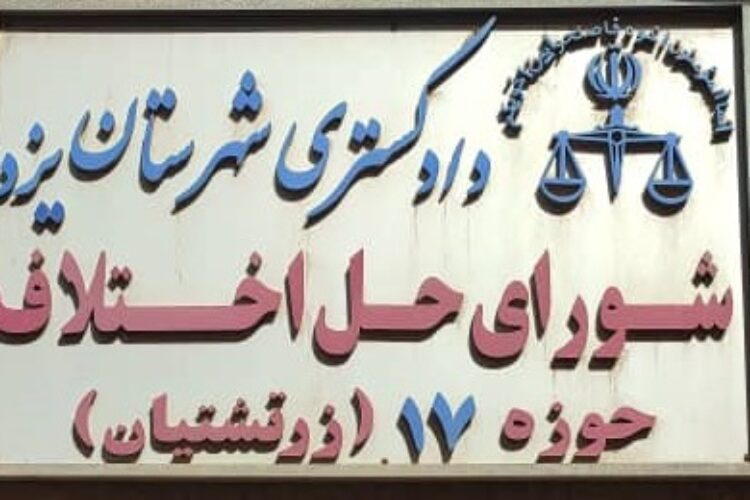 دادگستری شهرستان یزد
شورای حل اختلاف
حوزه ۱۷ (زرتشتیان)